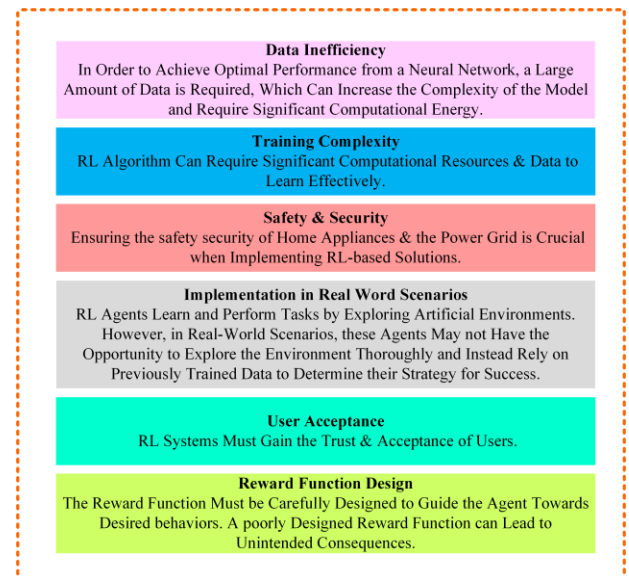 Data Inefficiency
In Order to Achieve Optimal Performance from a Neural Network, a Large
Amount of Data is Required, Which Can Increase the Complexity of the Model
and Require Significant Computational Energy.
Training Complexity
RL Algorithm Can Require Significant Computational Resources & Data to
Learn Effectively.
Safety & Security
Ensuring the safety security of Home Appliances & the Power Grid is Crucial
when Implementing RL-based Solutions.
Implementation in Real Word Scenarios
RL Agents Learn and Perform Tasks by Exploring Artificial Environments.
However, in Real-World Scenarios, these Agents May not Have the
Opportunity to Explore the Environment Thoroughly and Instead Rely on
Previously Trained Data to Determine their Strategy for Success.
User Acceptance
RL Systems Must Gain the Trust & Acceptance of Users.
Reward Function Design
The Reward Function Must be Carefully Designed to Guide the Agent Towards
Desired behaviors. A poorly Designed Reward Function can Lead to
Unintended Consequences.